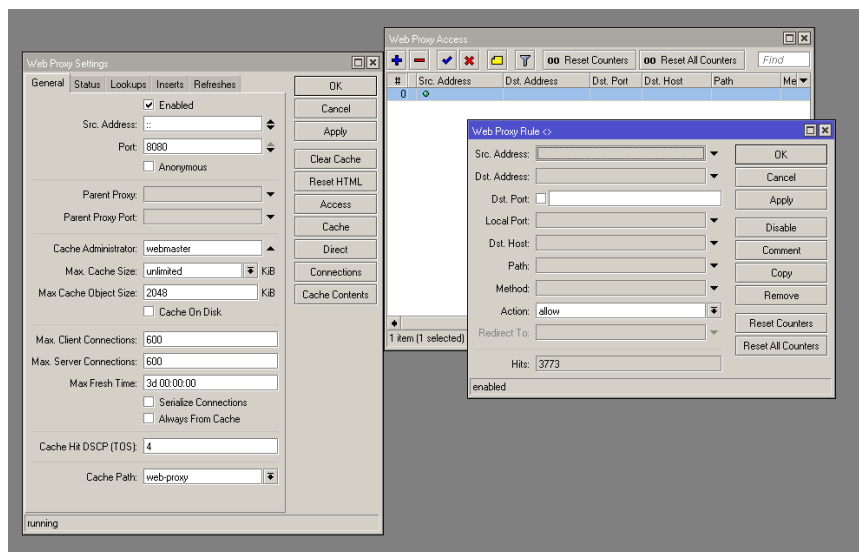 Web Proxy Settings
General Status Lookups Inserts Refreshes
Enabled
Src. Address: ::
Port: 8080
Anonymous
Parent Proxy:
Parent Proxy Port:
Cache Administrator: webmaster
Max. Cache Size: unlimited KiB
Max Cache Object Size: 2048 KiB
Cache On Disk
Max. Client Connections: 600
Max. Server Connections: 600
Max Fresh Time: 3d 00:00:00
Serialize Connections
Always From Cache
Cache Hit DSCP (TOS): 4
Cache Path: web-proxy
running
OK
Cancel
Apply
Clear Cache
Reset HTML
Access
Cache
Direct
Connections
Cache Contents
Web Proxy Access
00 Reset Counters 00 Reset All Counters Find
# Src. Address Dst. Address Dst. Port Dst. Host Path Me
0
1 item (1 selected)
Web Proxy Rule <>
Src. Address:
Dst. Address:
Dst. Port:
Local Port:
Dst. Host:
Path:
Method:
Action: allow
Redirect To:
Hits: 3773
enabled
OK
Cancel
Apply
Disable
Comment
Copy
Remove
Reset Counters
Reset All Counters